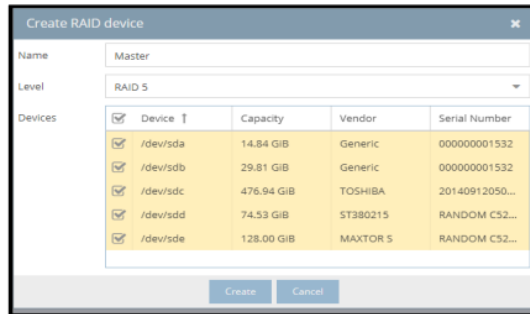 Create RAID device
Name Master
Level RAID 5
Devices Device ↑ Capacity Vendor Serial Number
/dev/sda 14.84 GiB Generic 000000001532
/dev/sdb 29.81 GiB Generic 000000001532
/dev/sdc 476.94 GiB TOSHIBA 20140912050...
/dev/sdd 74.53 GiB ST380215 RANDOM C52...
/dev/sde 128.00 GiB MAXTOR S RANDOM C52...
Create Cancel